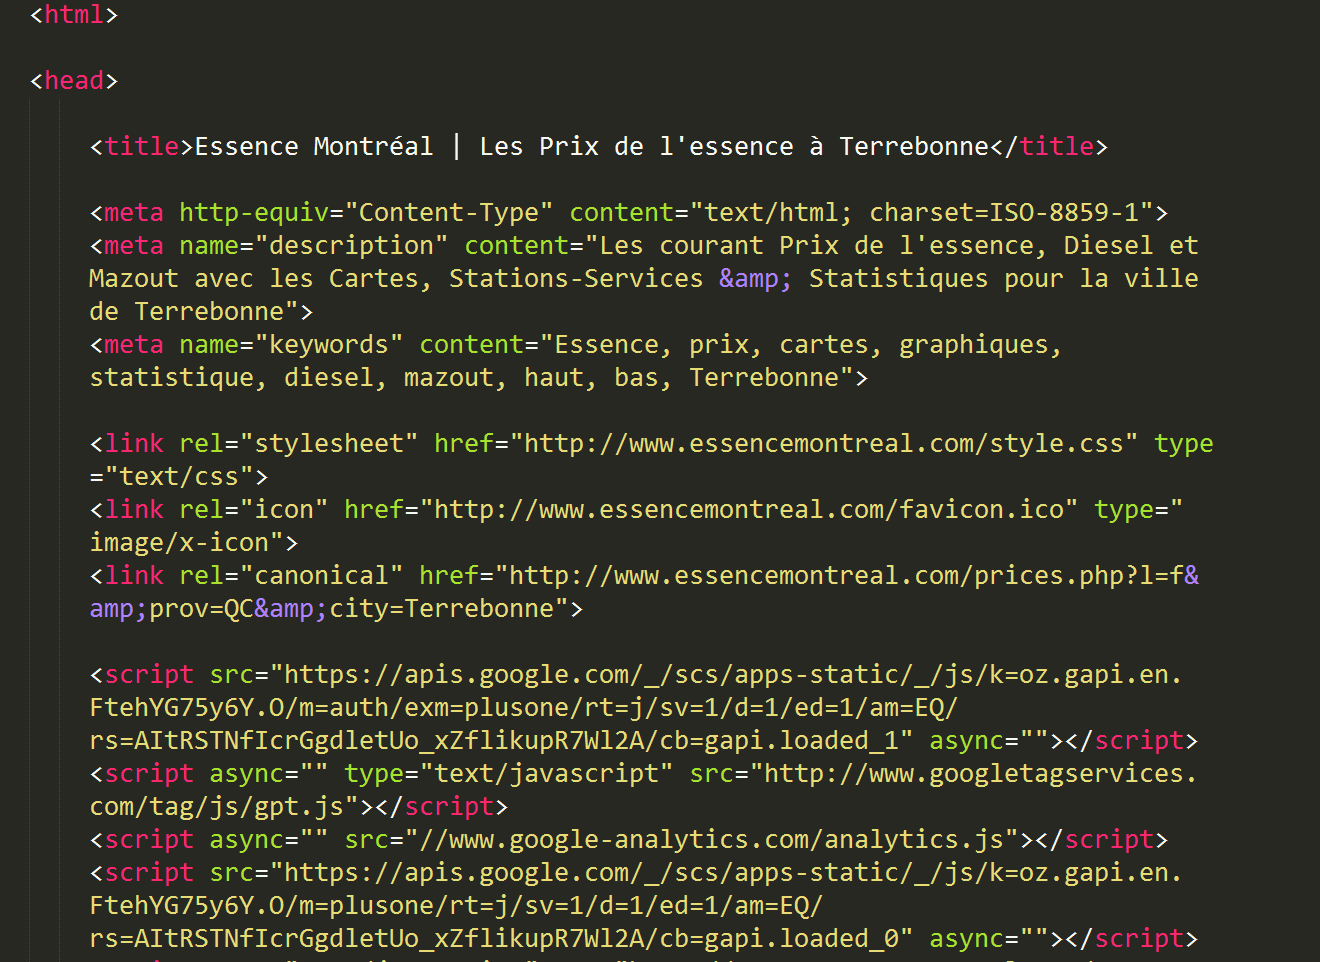 <html>
<head>
<title>Essence Montréal | Les Prix de l'essence à Terrebonne</title>
<meta http-equiv="Content-Type" content="text/html; charset=ISO-8859-1">
<meta name="description" content="Les courant Prix de l'essence, Diesel et
Mazout avec les Cartes, Stations-Services &amp; Statistiques pour la ville
de Terrebonne">
<meta name="keywords" content="Essence, prix, cartes, graphiques,
statistique, diesel, mazout, haut, bas, Terrebonne">
<link rel="stylesheet" href="http://www.essencemontreal.com/style.css" type
="text/css">
<link rel="icon" href="http://www.essencemontreal.com/favicon.ico" type="
image/x-icon">
<link rel="canonical" href="http://www.essencemontreal.com/prices.php?l=f&
amp;prov=QC&amp;city=Terrebonne">
<script src="https://apis.google.com/_/scs/apps-static/_/js/k=oz.gapi.en.
FtehYG75y6Y.O/m=auth/exm=plusone/rt=j/sv=1/d=1/ed=1/am=EQ/
rs=AItRSTNfIcrGgdletUo_xZflikupR7Wl2A/cb=gapi.loaded_1" async=""></script>
<script async="" type="text/javascript" src="http://www.googletagservices.
com/tag/js/gpt.js"></script>
<script async="" src="//www.google-analytics.com/analytics.js"></script>
<script src="https://apis.google.com/_/scs/apps-static/_/js/k=oz.gapi.en.
FtehYG75y6Y.O/m=plusone/rt=j/sv=1/d=1/ed=1/am=EQ/
rs=AItRSTNfIcrGgdletUo_xZflikupR7Wl2A/cb=gapi.loaded_0" async=""></script>